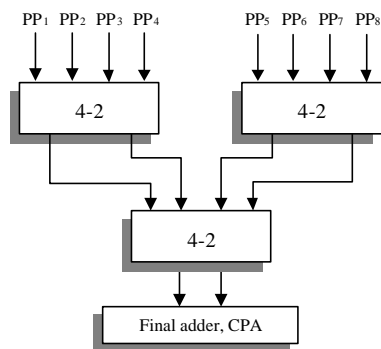 PP1 PP2 PP3 PP4 PP5 PP6 PP7 PP8
4-2 4-2
4-2
Final adder, CPA